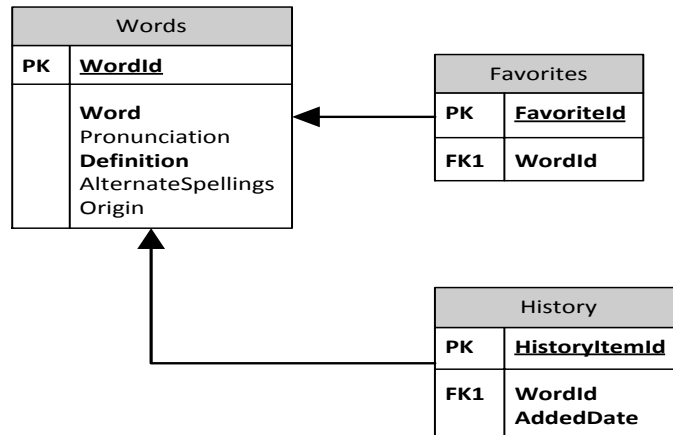 Words
PK WordId
Word
Pronunciation
Definition
AlternateSpellings
Origin
Favorites
PK FavoriteId
FK1 WordId
History
PK HistoryItemId
FK1 WordId
AddedDate